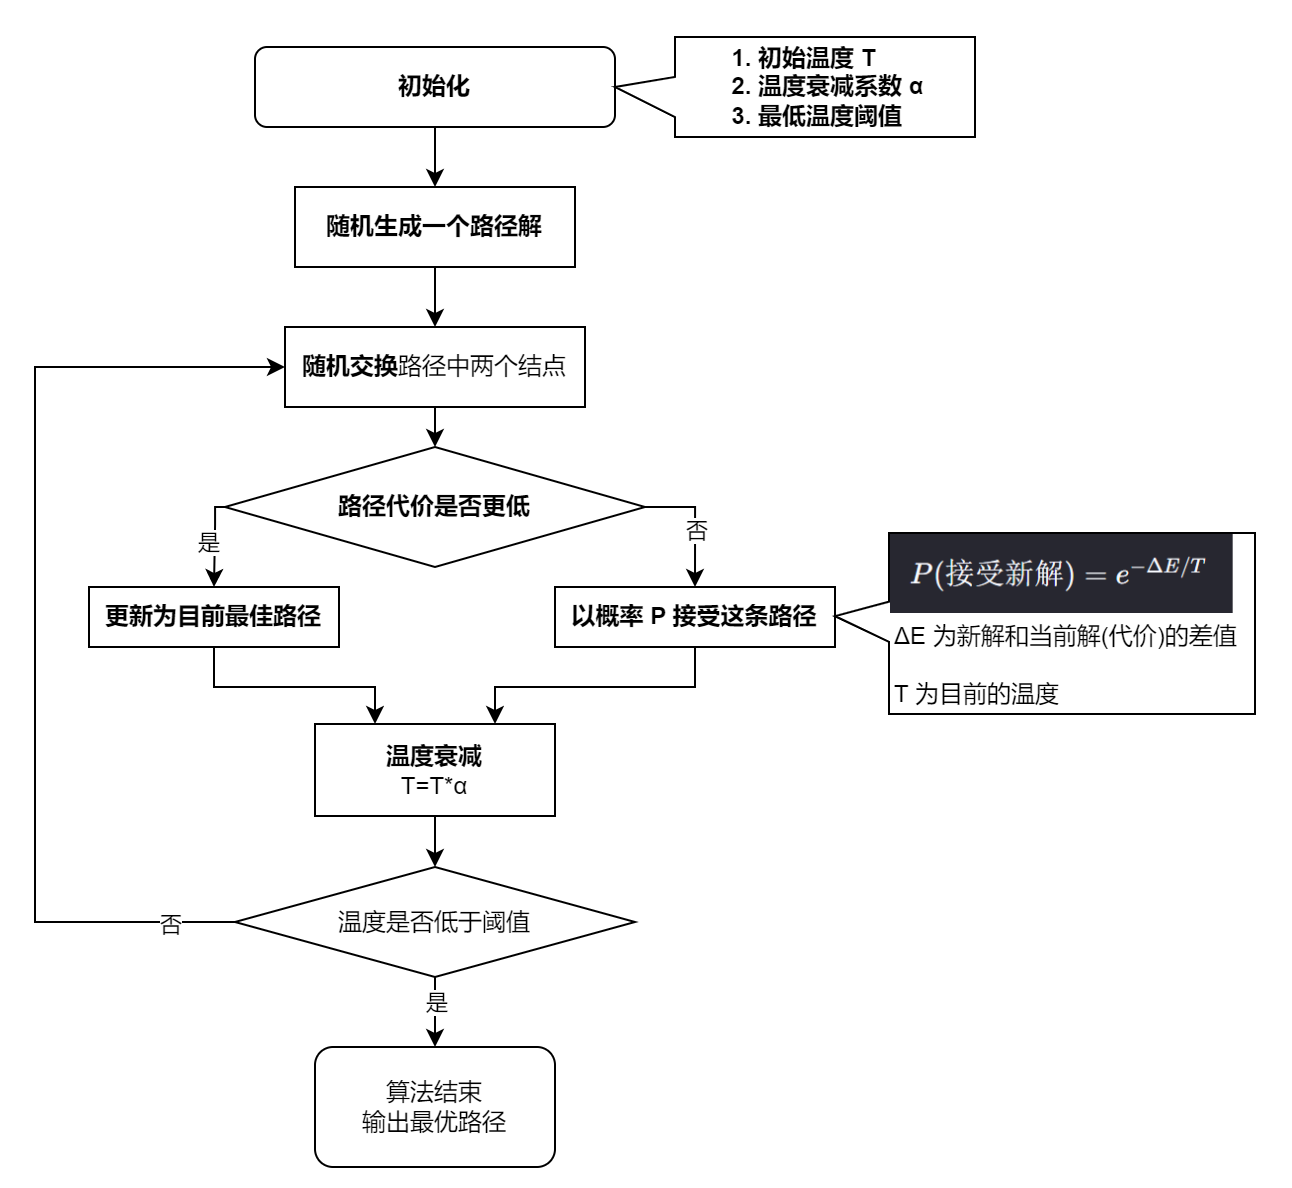 初始化
1. 初始温度 T
2. 温度衰减系数 α
3. 最低温度阈值
随机生成一个路径解
随机交换路径中两个结点
路径代价是否更低
是
否
更新为目前最佳路径
以概率 P 接受这条路径
P(接受新解) = e^{-ΔE/T}
ΔE 为新解和当前解(代价)的差值
T 为目前的温度
温度衰减
T=T*α
温度是否低于阈值
否
是
算法结束
输出最优路径